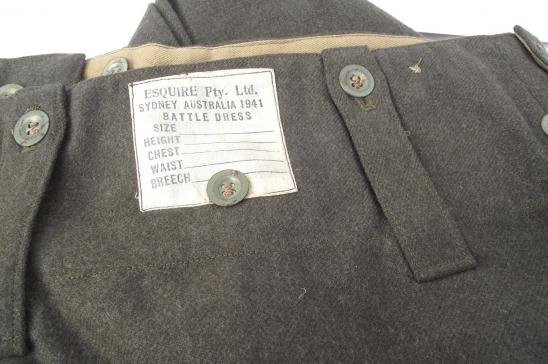 ESQUIRE Pty. Ltd.
SYDNEY AUSTRALIA 1941
BATTLE DRESS
SIZE
HEIGHT
CHEST
WAIST
BREECH